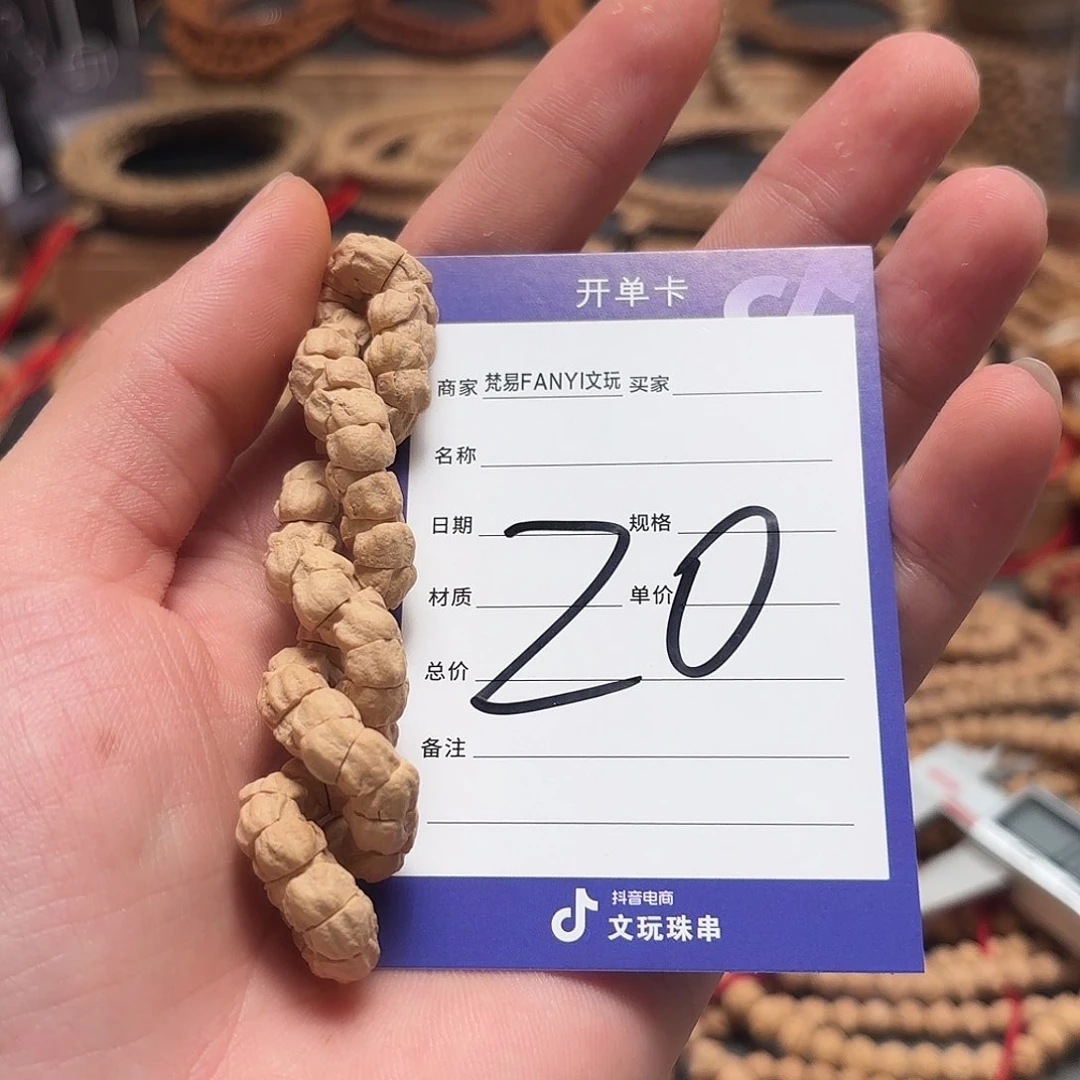 开单卡
商家 梵易FANYI文玩 买家
名称
日期 规格
材质 单价
20
总价
备注
抖音电商
文玩珠串